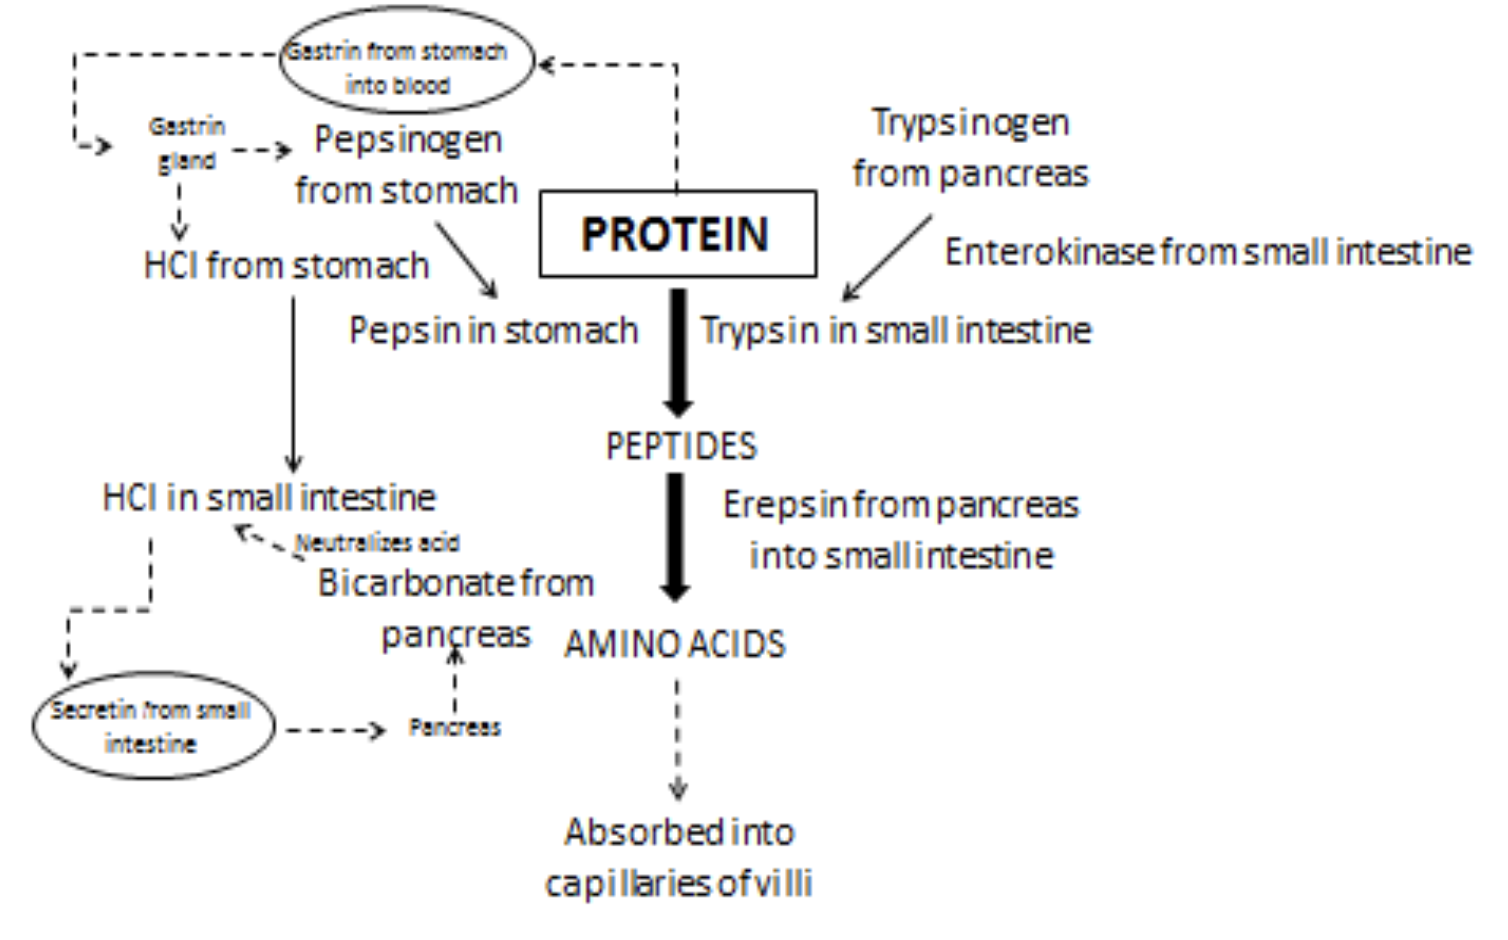 Gastrin from stomach
into blood
Gastrin
gland
Pepsinogen
from stomach
Trypsinogen
from pancreas
PROTEIN
HCl from stomach
Enterokinase from small intestine
Pepsin in stomach
Trypsin in small intestine
PEPTIDES
HCl in small intestine
Erepsin from pancreas
into small intestine
Neutralizes acid
Bicarbonate from
pancreas
AMINO ACIDS
Secretin from small
intestine
Pancreas
Absorbed into
capillaries of villi